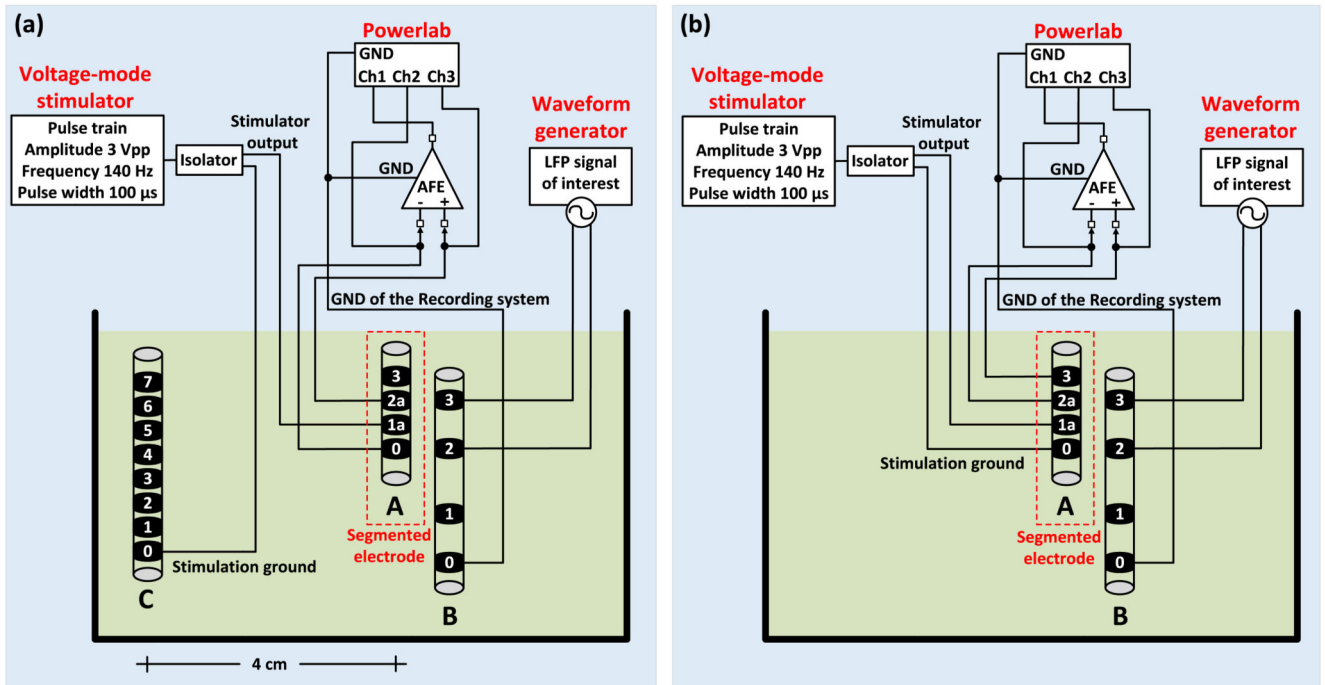 (a)
Powerlab
GND
Ch1 Ch2 Ch3
Voltage-mode
stimulator
Pulse train
Amplitude 3 Vpp
Frequency 140 Hz
Pulse width 100 µs
Isolator
Stimulator
output
GND
AFE
- +
Waveform
generator
LFP signal
of interest
GND of the Recording system
7
6
5
4
3
2
1
0
C
Stimulation ground
3
2a
1a
0
A
Segmented
electrode
3
2
1
0
B
4 cm
(b)
Powerlab
GND
Ch1 Ch2 Ch3
Voltage-mode
stimulator
Pulse train
Amplitude 3 Vpp
Frequency 140 Hz
Pulse width 100 µs
Isolator
Stimulator
output
GND
AFE
- +
Waveform
generator
LFP signal
of interest
GND of the Recording system
3
2a
1a
0
Stimulation ground
A
Segmented
electrode
3
2
1
0
B